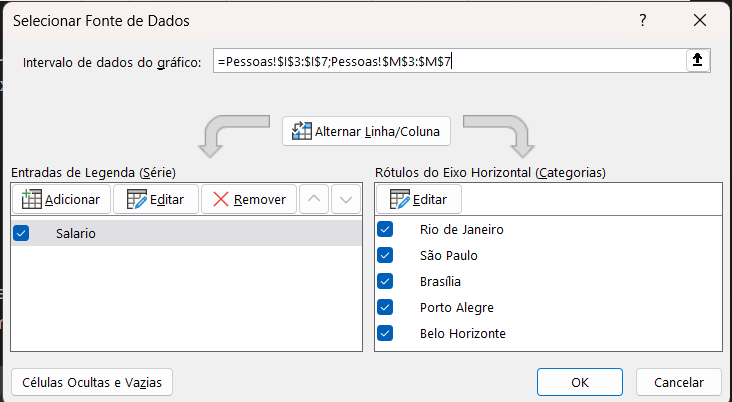 Selecionar Fonte de Dados
?
Intervalo de dados do gráfico: =Pessoas!$I$3:$I$7;Pessoas!$M$3:$M$7
Alternar Linha/Coluna
Entradas de Legenda (Série)
Adicionar Editar Remover
Salario
Rótulos do Eixo Horizontal (Categorias)
Editar
Rio de Janeiro
São Paulo
Brasília
Porto Alegre
Belo Horizonte
Células Ocultas e Vazias
OK Cancelar